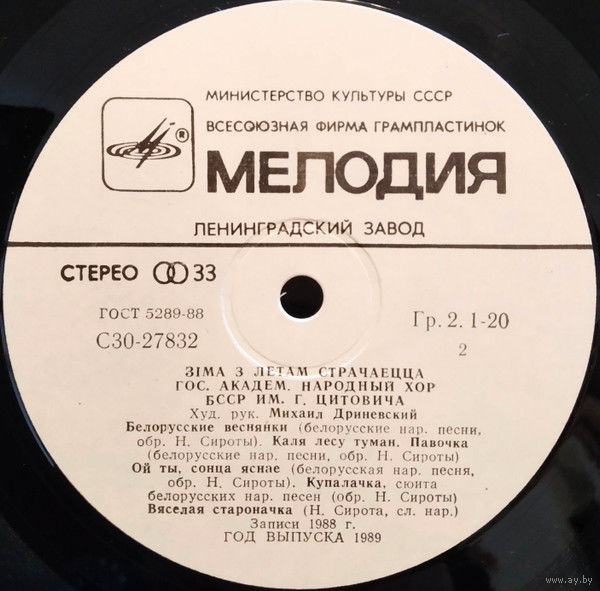 МИНИСТЕРСТВО КУЛЬТУРЫ СССР
ВСЕСОЮЗНАЯ ФИРМА ГРАМПЛАСТИНОК
®
МЕЛОДИЯ
ЛЕНИНГРАДСКИЙ ЗАВОД
СТЕРЕО 33
ГОСТ 5289-88
Гр. 2. 1-20
С30-27832
2
ЗІМА З ЛЕТАМ СТРАЧАЕЦЦА
ГОС. АКАДЕМ. НАРОДНЫЙ ХОР
БССР ИМ. Г. ЦИТОВИЧА
Худ. рук. Михаил Дриневский
Белорусские веснянки (белорусские нар. песни,
обр. Н. Сироты). Каля лесу туман. Павочка
(белорусские нар. песни, обр. Н. Сироты)
Ой ты, сонца яснае (белорусская нар. песня,
обр. Н. Сироты). Купалачка, сюита
белорусских нар. песен (обр. Н. Сироты)
Вяселая староначка (Н. Сирота, сл. нар.)
Записи 1988 г.
ГОД ВЫПУСКА 1989
www.ay.by